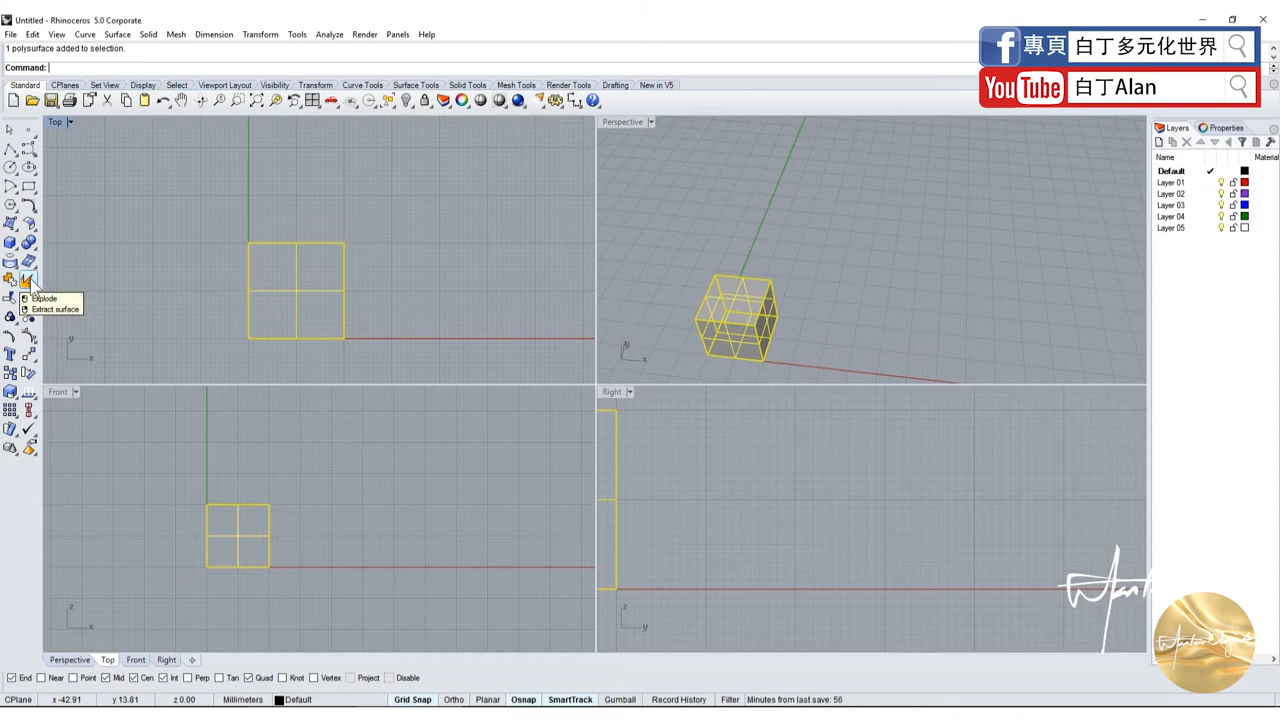 Untitled - Rhinoceros 5.0 Corporate
File Edit View Curve Surface Solid Mesh Dimension Transform Tools Analyze Render Panels Help
1 polysurface added to selection.
Command:
專頁 白丁多元化世界
YouTube 白丁Alan
Standard CPlanes Set View Display Select Viewport Layout Visibility Transform Curve Tools Surface Tools Solid Tools Mesh Tools Render Tools Drafting New in V5
Top
Perspective
Layers Properties
Name Material
Default
Layer 01
Layer 02
Layer 03
Layer 04
Layer 05
Explode
Extract surface
y
x
x
Front
Right
z
x
z
y
Perspective Top Front Right
End Near Point Mid Cen Int Perp Tan Quad Knot Vertex Project Disable
CPlane x -42.91 y 13.81 z 0.00 Millimeters Default Grid Snap Ortho Planar Osnap SmartTrack Gumball Record History Filter Minutes from last save: 56